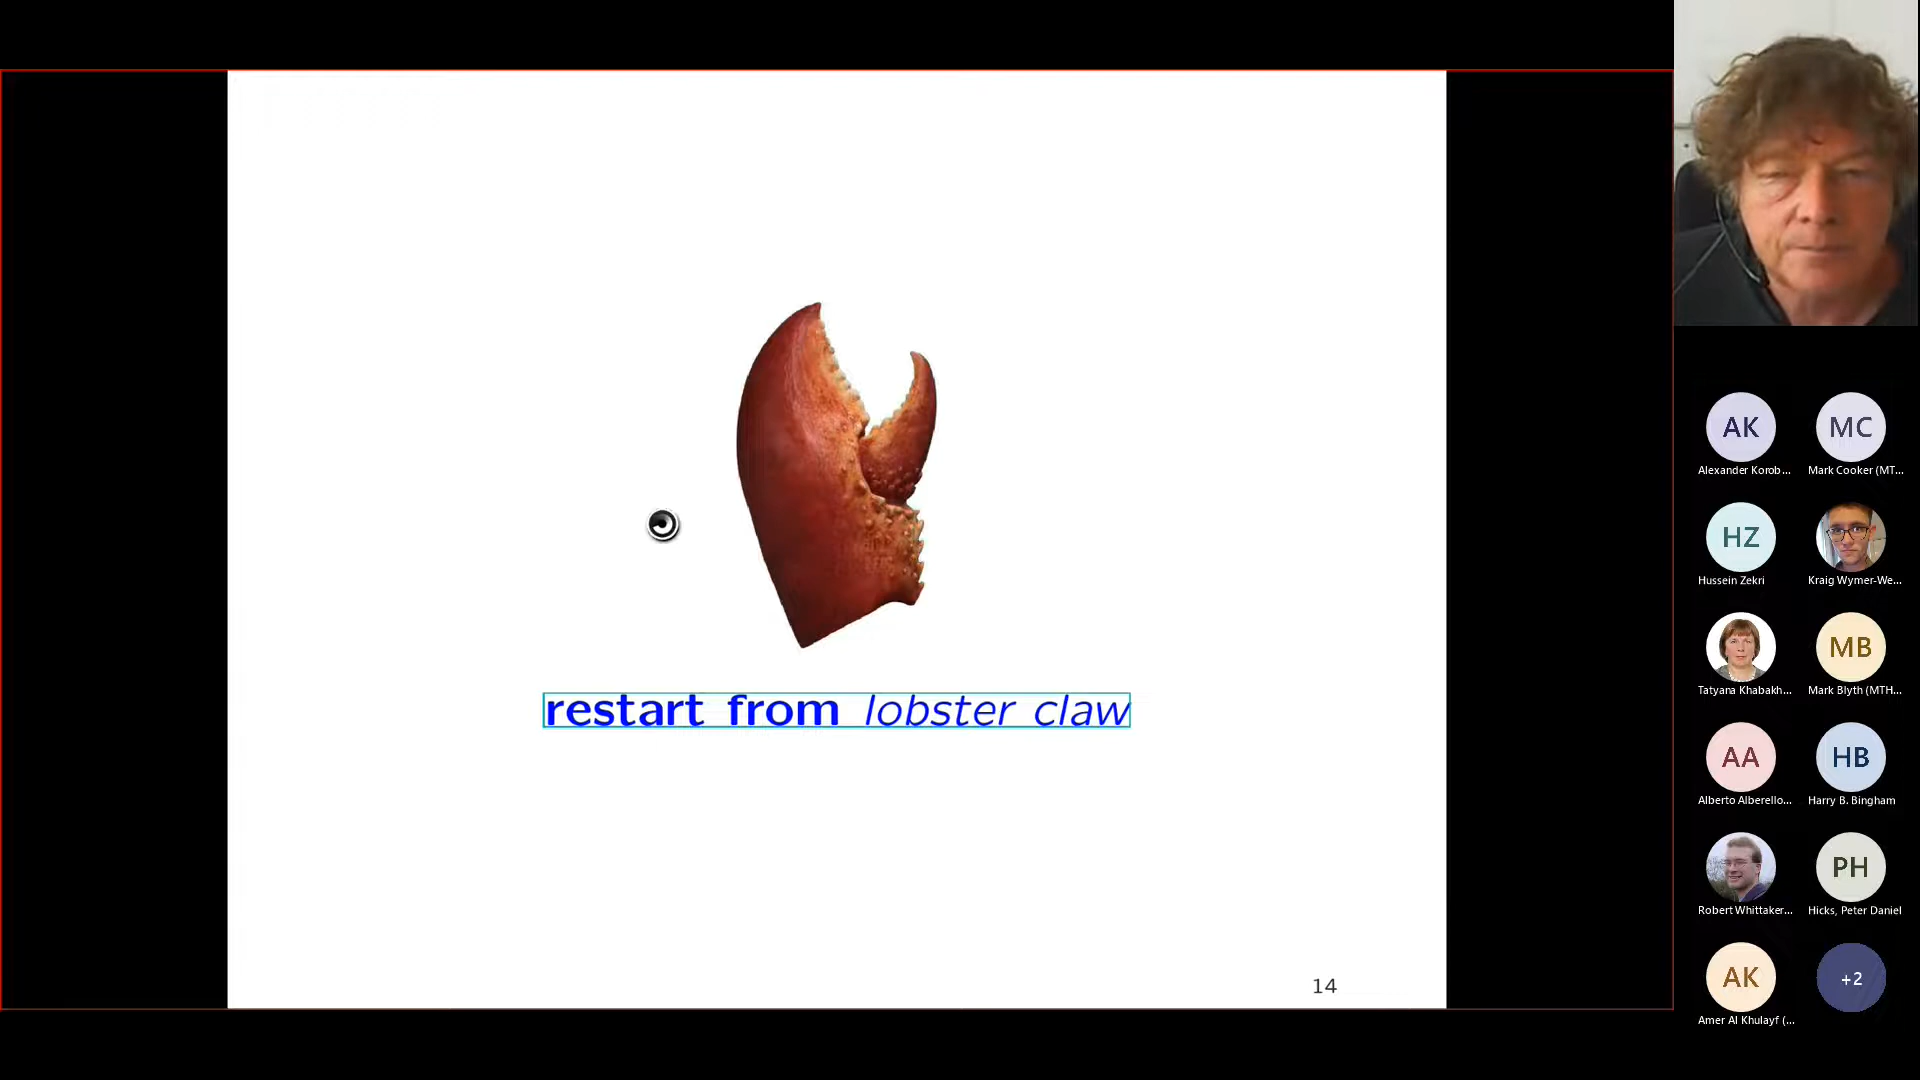 restart from lobster claw
14
AK
MC
Alexander Korob...
Mark Cooker (MT...
HZ
Hussein Zekri
Kraig Wymer-We...
MB
Tatyana Khabakh...
Mark Blyth (MTH...
AA
HB
Alberto Alberello...
Harry B. Bingham
PH
Robert Whittaker...
Hicks, Peter Daniel
AK
+2
Amer Al Khulayf (...